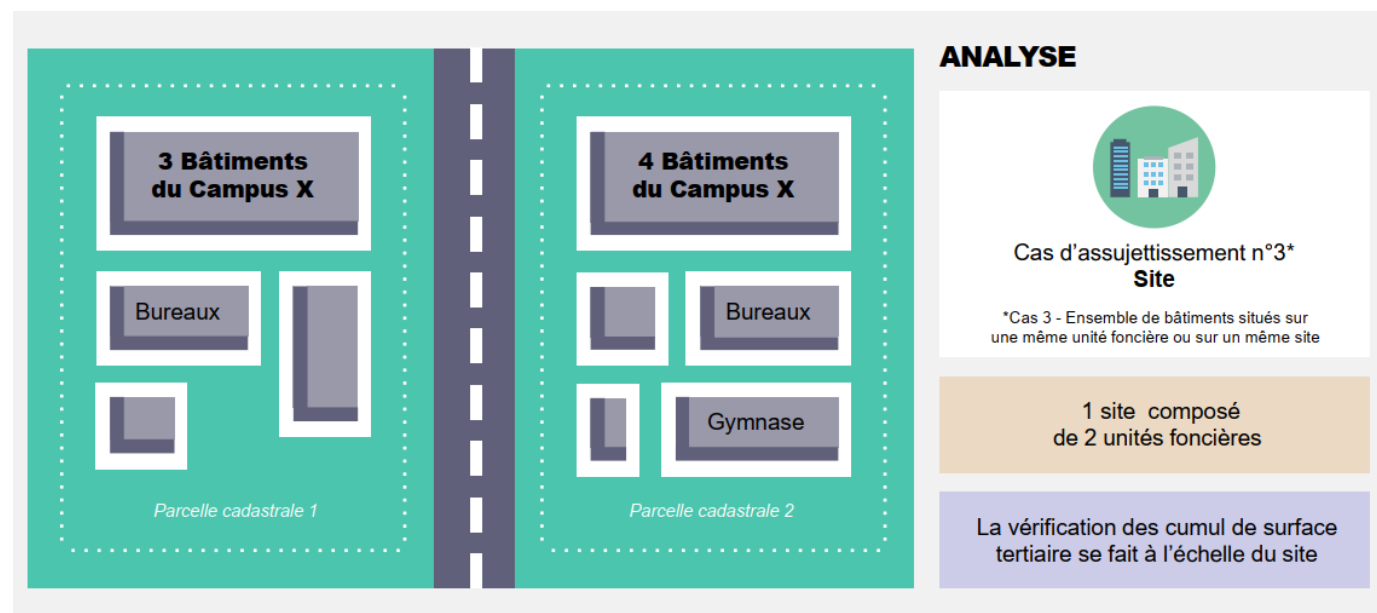 3 Bâtiments
du Campus X
Bureaux
Parcelle cadastrale 1
4 Bâtiments
du Campus X
Bureaux
Gymnase
Parcelle cadastrale 2
ANALYSE
Cas d'assujettissement n°3*
Site
*Cas 3 - Ensemble de bâtiments situés sur
une même unité foncière ou sur un même site
1 site composé
de 2 unités foncières
La vérification des cumul de surface
tertiaire se fait à l'échelle du site